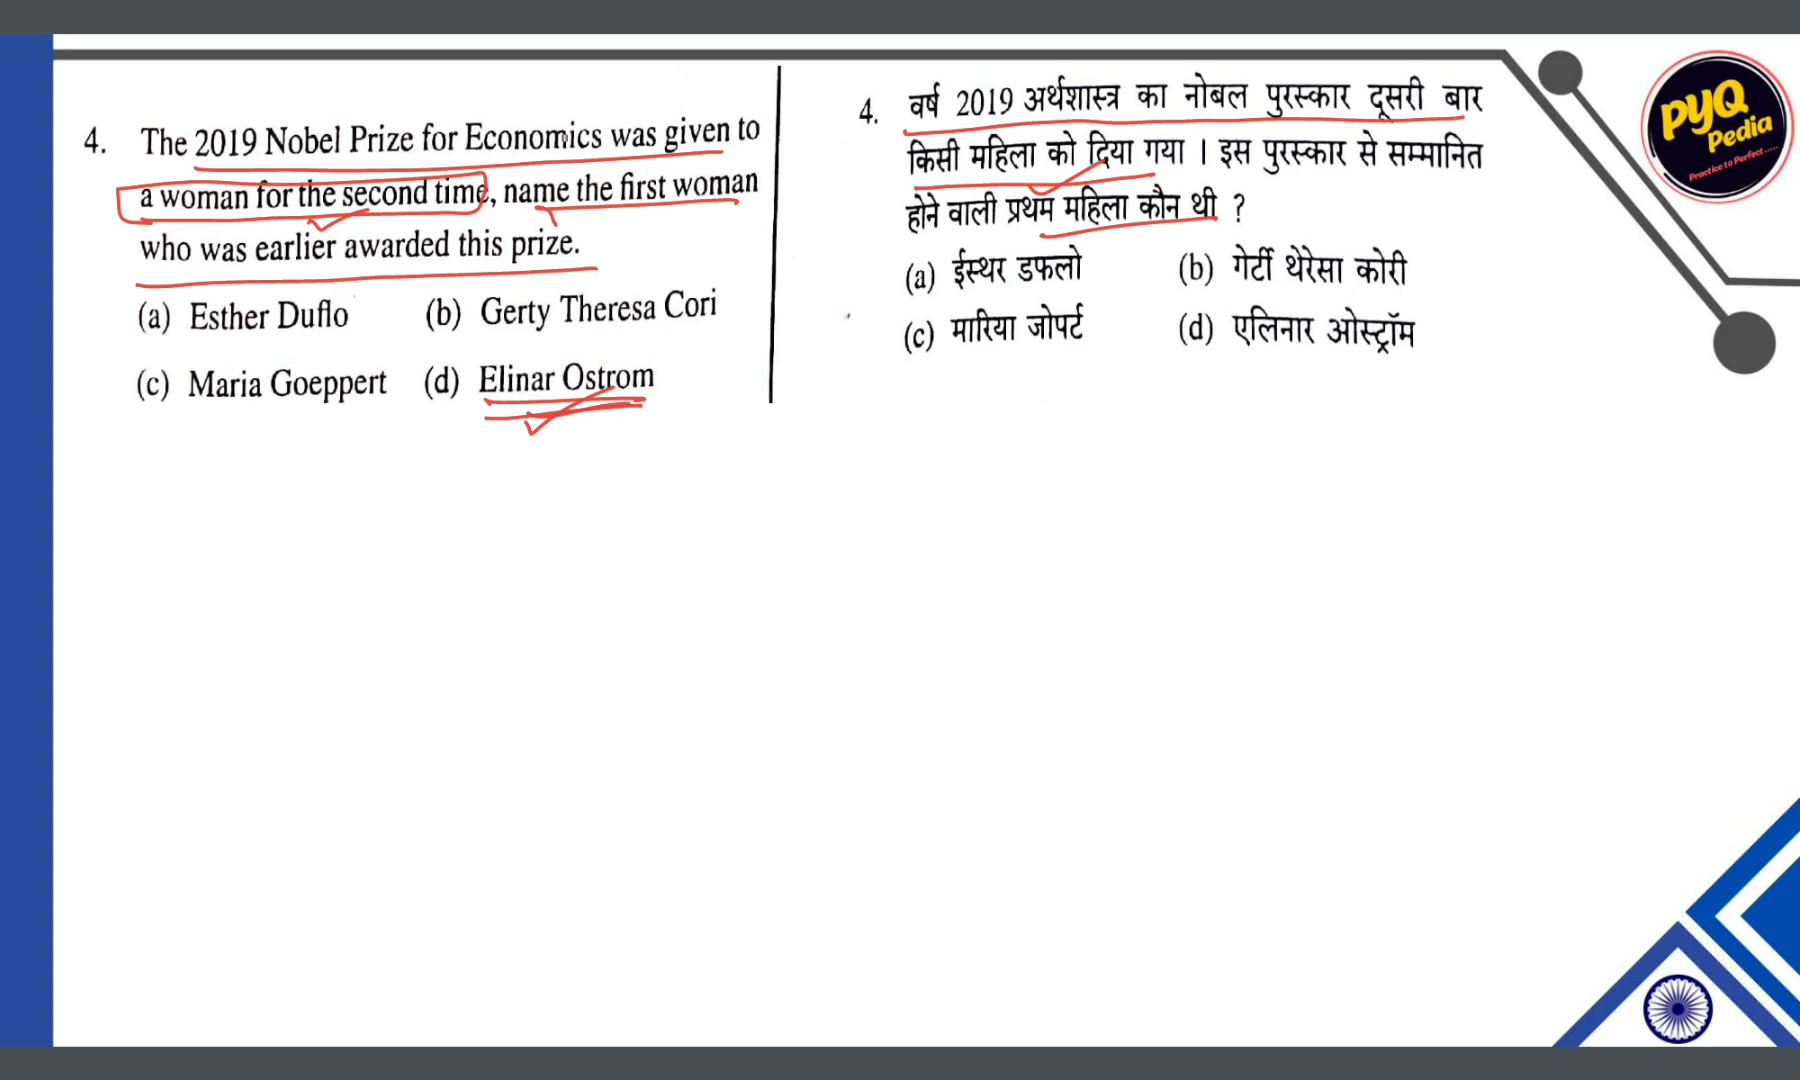 4. The 2019 Nobel Prize for Economics was given to
a woman for the second time, name the first woman
who was earlier awarded this prize.
(a) Esther Duflo (b) Gerty Theresa Cori
(c) Maria Goeppert (d) Elinar Ostrom
4. वर्ष 2019 अर्थशास्त्र का नोबल पुरस्कार दूसरी बार
किसी महिला को दिया गया । इस पुरस्कार से सम्मानित
होने वाली प्रथम महिला कौन थी ?
(a) ईस्थर डफलो (b) गेर्टी थेरेसा कोरी
(c) मारिया जोपर्ट (d) एलिनार ओस्ट्रॉम
PYQ
Pedia
Practice to Perfect.....